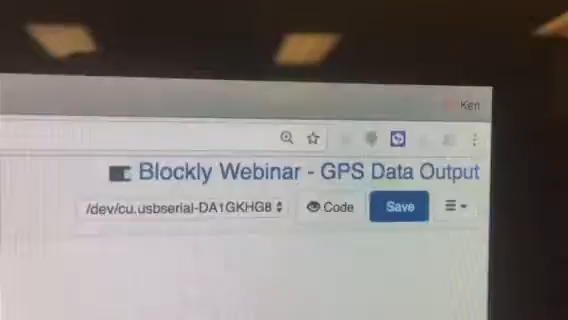 Ken
Blockly Webinar - GPS Data Output
/dev/cu.usbserial-DA1GKHG8 Code Save